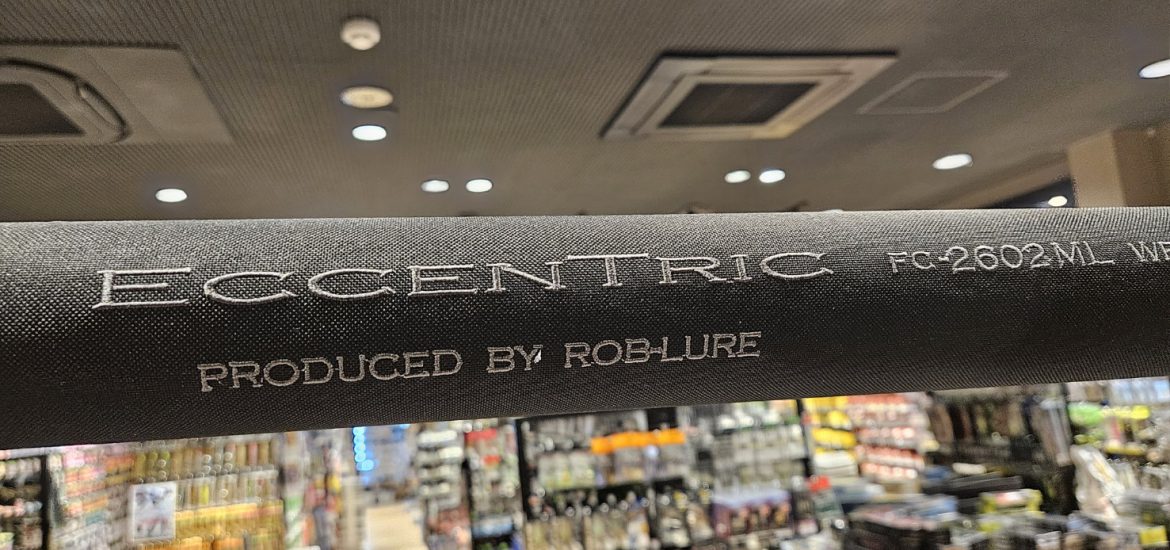 ECCENTRIC FC-2602ML
PRODUCED BY ROB-LURE